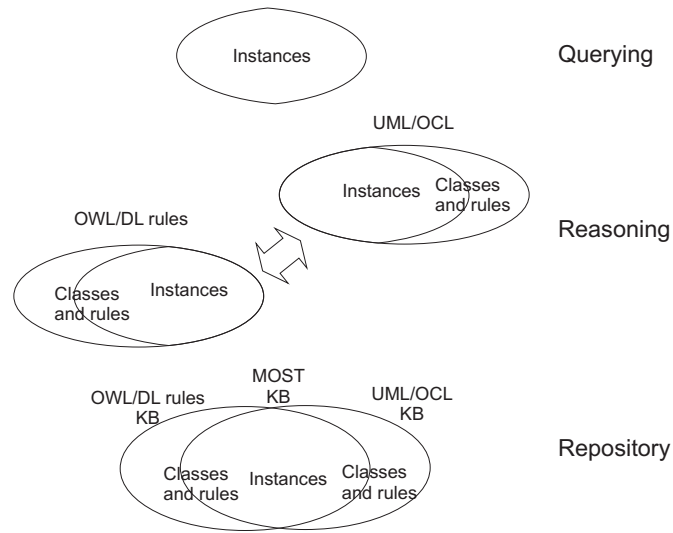 Instances
Querying
UML/OCL
Instances
Classes
and rules
Reasoning
OWL/DL rules
Classes
and rules
Instances
MOST
KB
OWL/DL rules
KB
UML/OCL
KB
Repository
Classes
and rules
Instances
Classes
and rules